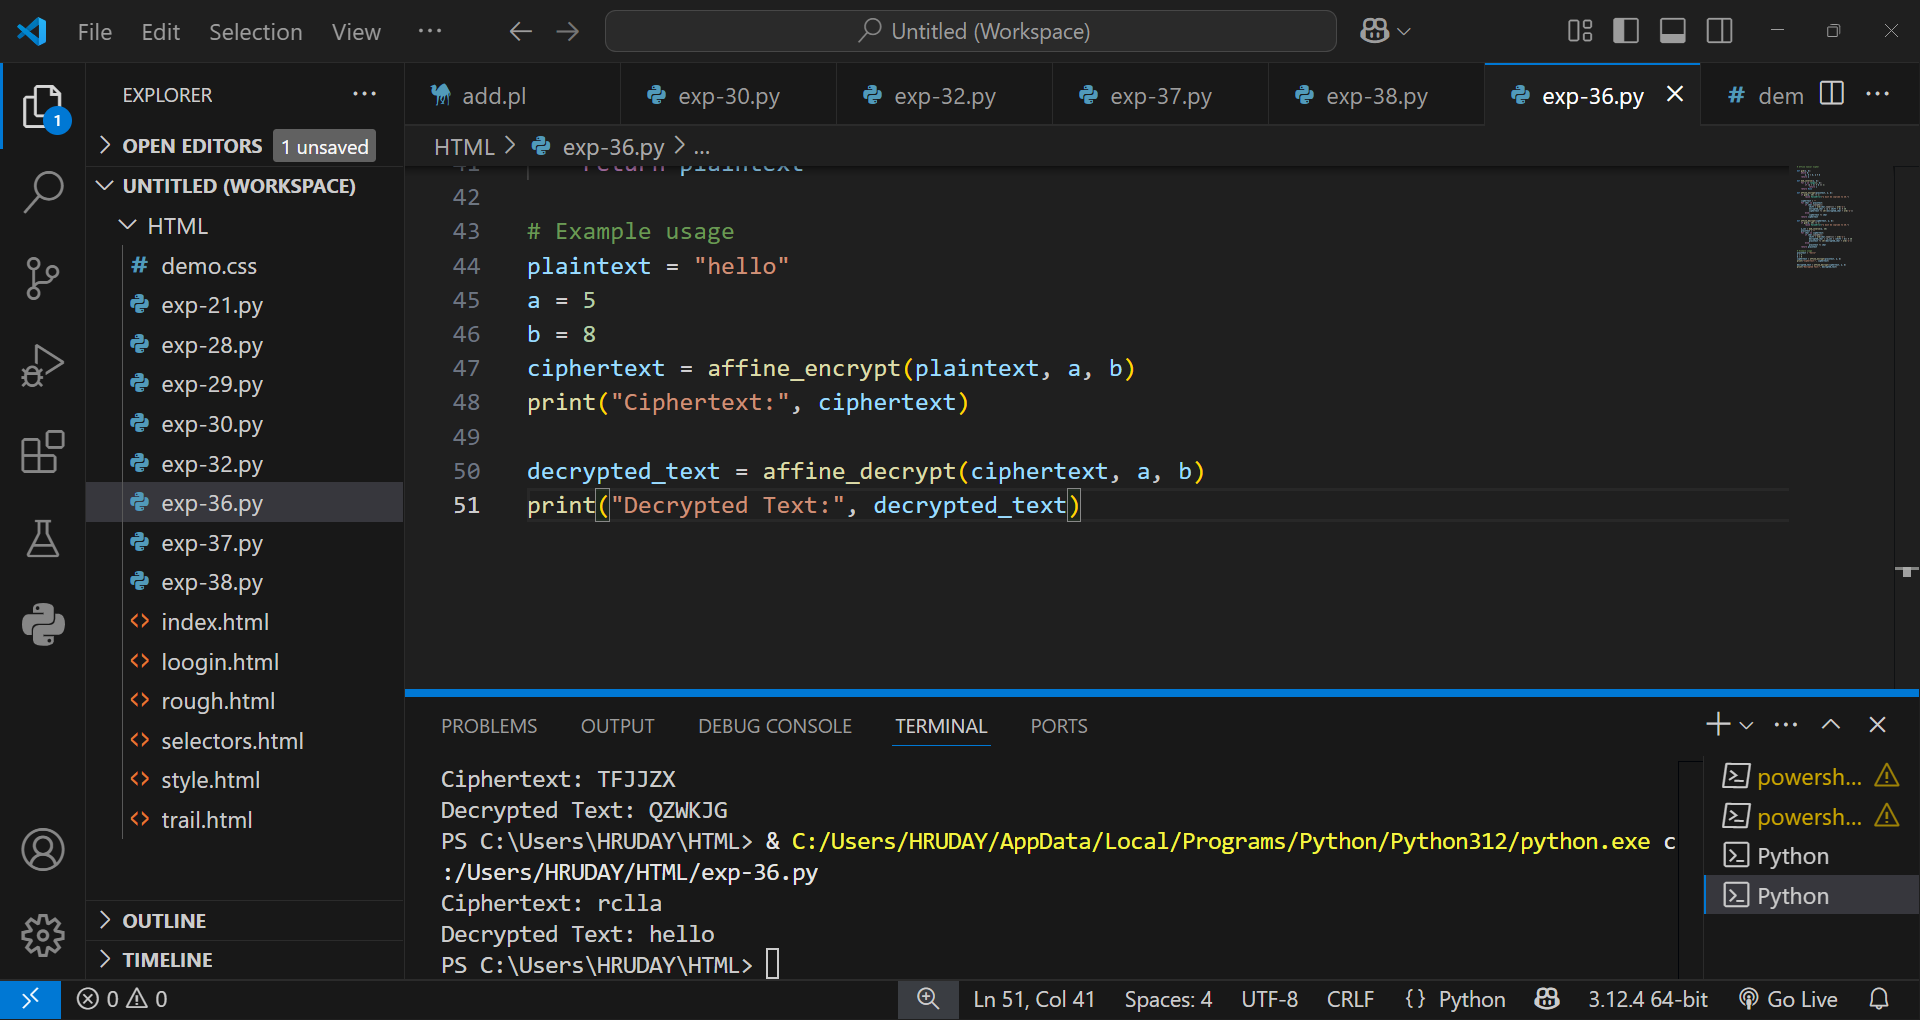 File Edit Selection View ··· Untitled (Workspace)
EXPLORER ···
1
OPEN EDITORS 1 unsaved
UNTITLED (WORKSPACE)
HTML
# demo.css
exp-21.py
exp-28.py
exp-29.py
exp-30.py
exp-32.py
exp-36.py
exp-37.py
exp-38.py
<> index.html
<> loogin.html
<> rough.html
<> selectors.html
<> style.html
<> trail.html
OUTLINE
TIMELINE
add.pl exp-30.py exp-32.py exp-37.py exp-38.py exp-36.py # dem ···
HTML > exp-36.py > ...
41 return plaintext
42
43 # Example usage
44 plaintext = "hello"
45 a = 5
46 b = 8
47 ciphertext = affine_encrypt(plaintext, a, b)
48 print("Ciphertext:", ciphertext)
49
50 decrypted_text = affine_decrypt(ciphertext, a, b)
51 print("Decrypted Text:", decrypted_text)
PROBLEMS OUTPUT DEBUG CONSOLE TERMINAL PORTS
Ciphertext: TFJJZX
Decrypted Text: QZWKJG
PS C:\Users\HRUDAY\HTML> & C:/Users/HRUDAY/AppData/Local/Programs/Python/Python312/python.exe c
:/Users/HRUDAY/HTML/exp-36.py
Ciphertext: rclla
Decrypted Text: hello
PS C:\Users\HRUDAY\HTML>
powersh...
powersh...
Python
Python
0 0 Ln 51, Col 41 Spaces: 4 UTF-8 CRLF {} Python 3.12.4 64-bit Go Live